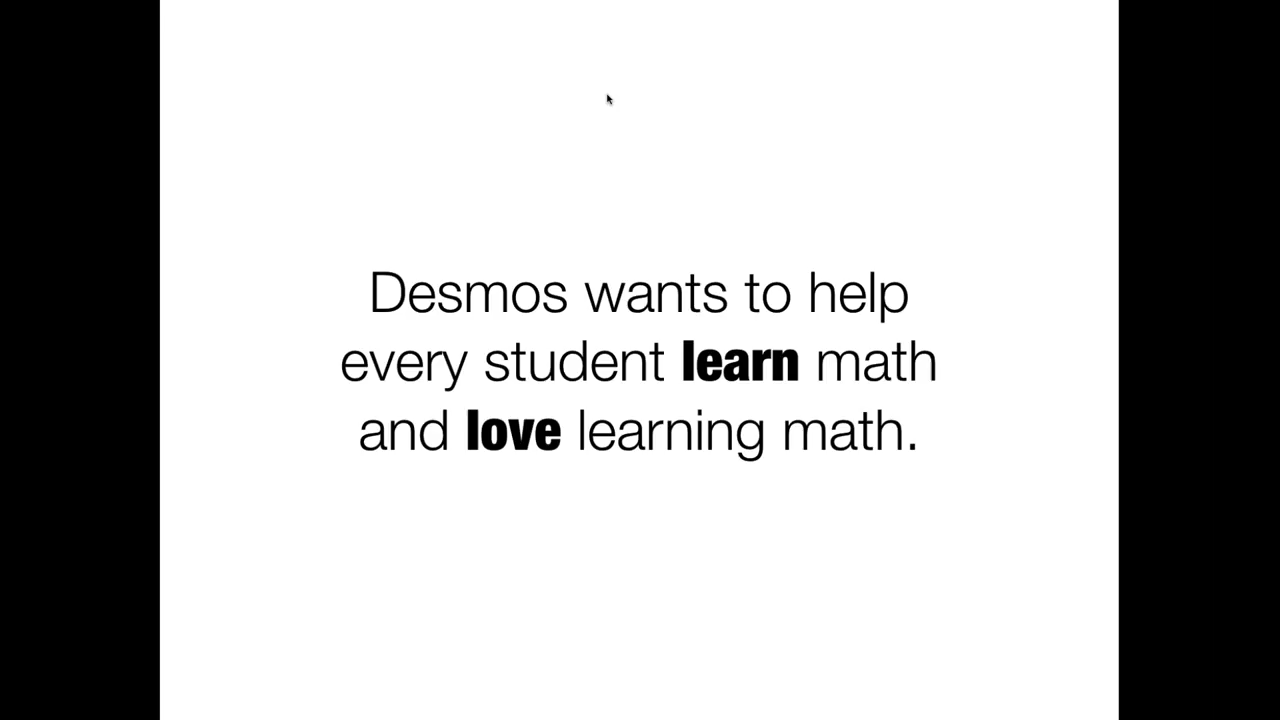 Desmos wants to help
every student learn math
and love learning math.